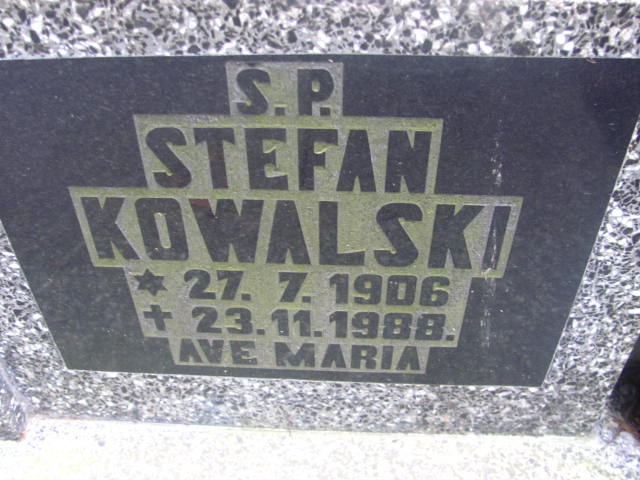 S. P.
STEFAN
KOWALSKI
* 27. 7. 1906
+ 23.11.1988.
AVE MARIA